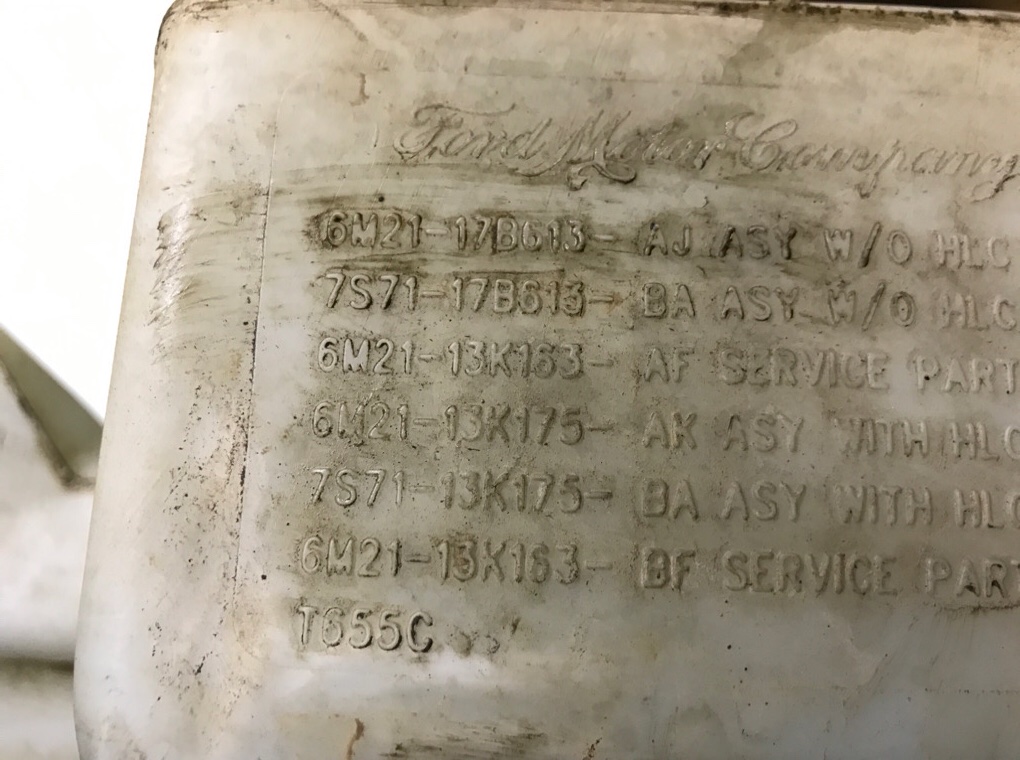 Ford Motor Company
6M21-17B613- AJ ASY W/O HLC
7S71-17B613- BA ASY W/O HLC
6M21-13K163- AF SERVICE PART
6M21-13K175- AK ASY WITH HLC
7S71-13K175- BA ASY WITH HLC
6M21-13K163- BF SERVICE PART
T655C